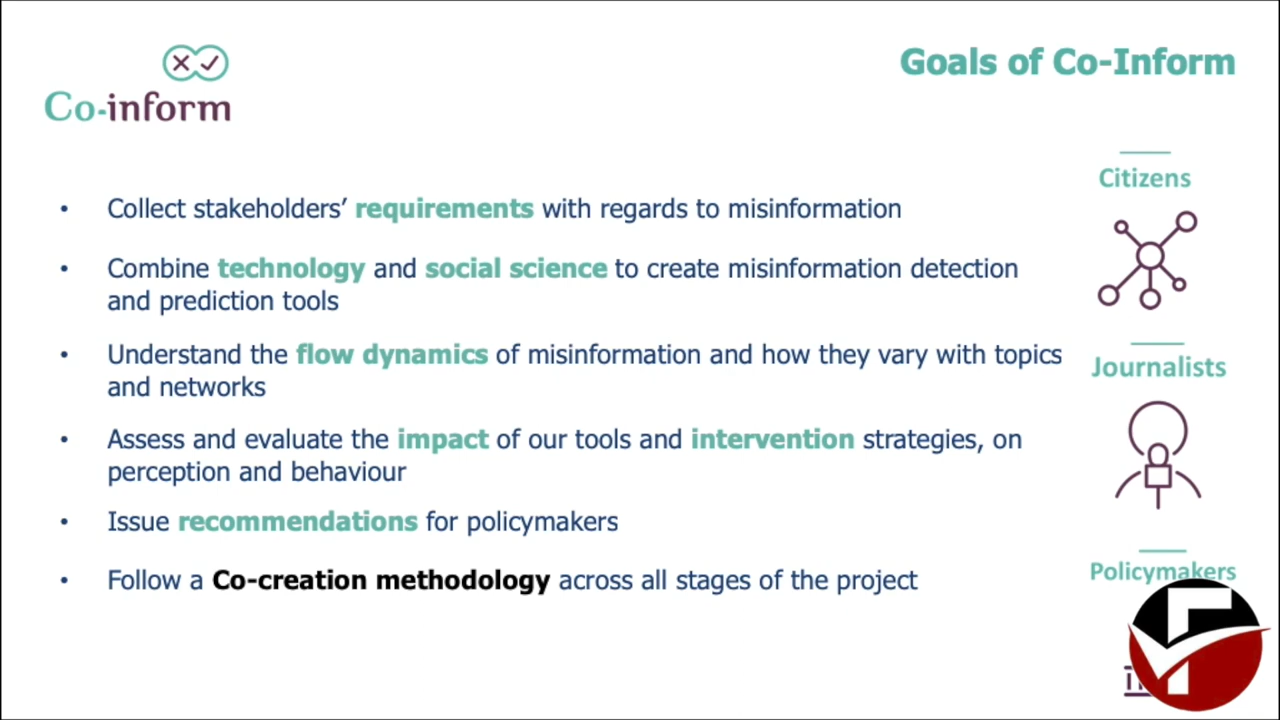 Co-inform
Goals of Co-Inform
• Collect stakeholders’ requirements with regards to misinformation
• Combine technology and social science to create misinformation detection
and prediction tools
• Understand the flow dynamics of misinformation and how they vary with topics
and networks
• Assess and evaluate the impact of our tools and intervention strategies, on
perception and behaviour
• Issue recommendations for policymakers
• Follow a Co-creation methodology across all stages of the project
Citizens
Journalists
Policymakers
F